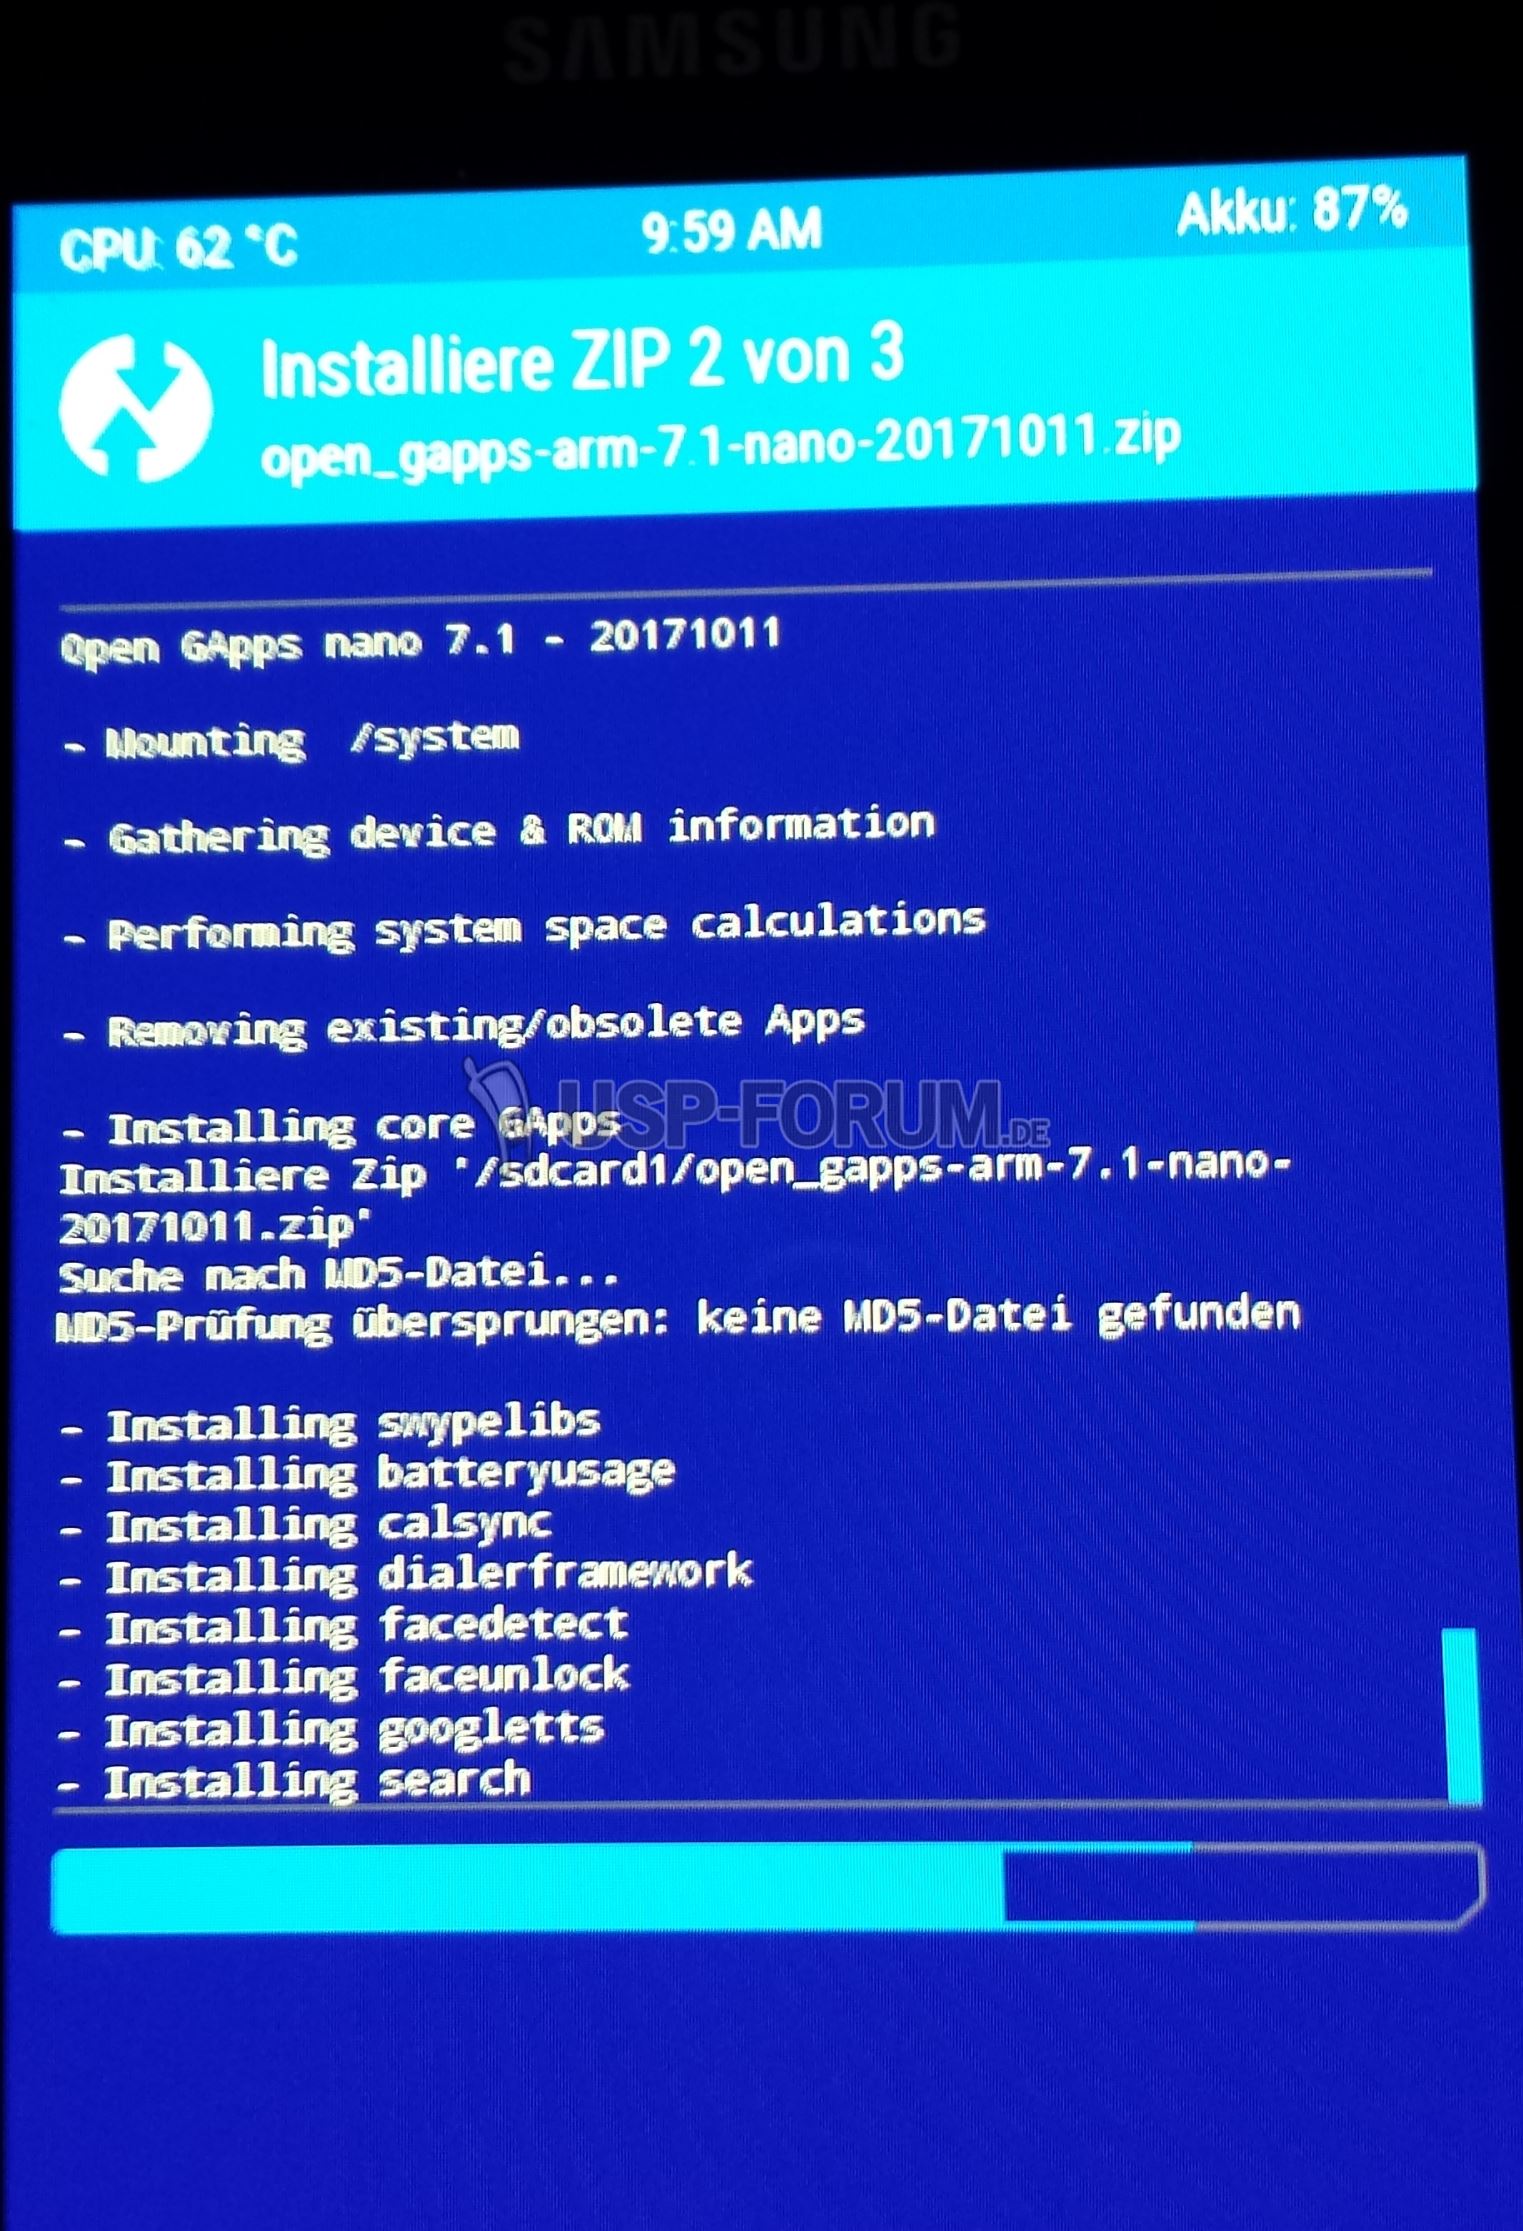 SAMSUNG
CPU: 62 °C
9:59 AM
Akku: 87%
Installiere ZIP 2 von 3
open_gapps-arm-7.1-nano-20171011.zip
Open GApps nano 7.1 - 20171011
- Mounting  /system
- Gathering device & ROM information
- Performing system space calculations
- Removing existing/obsolete Apps
USP-FORUM.DE
- Installing core GApps
Installiere Zip '/sdcard1/open_gapps-arm-7.1-nano-
20171011.zip'
Suche nach MD5-Datei...
MD5-Prüfung übersprungen: keine MD5-Datei gefunden
- Installing swypelibs
- Installing batteryusage
- Installing calsync
- Installing dialerframework
- Installing facedetect
- Installing faceunlock
- Installing googletts
- Installing search